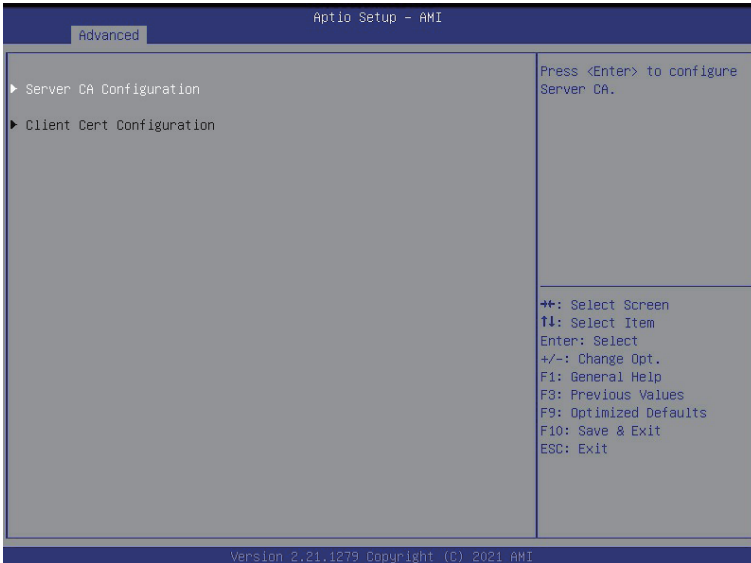 Aptio Setup – AMI
Advanced
▶ Server CA Configuration
▶ Client Cert Configuration
Press <Enter> to configure
Server CA.
→←: Select Screen
↑↓: Select Item
Enter: Select
+/-: Change Opt.
F1: General Help
F3: Previous Values
F9: Optimized Defaults
F10: Save & Exit
ESC: Exit
Version 2.21.1279 Copyright (C) 2021 AMI